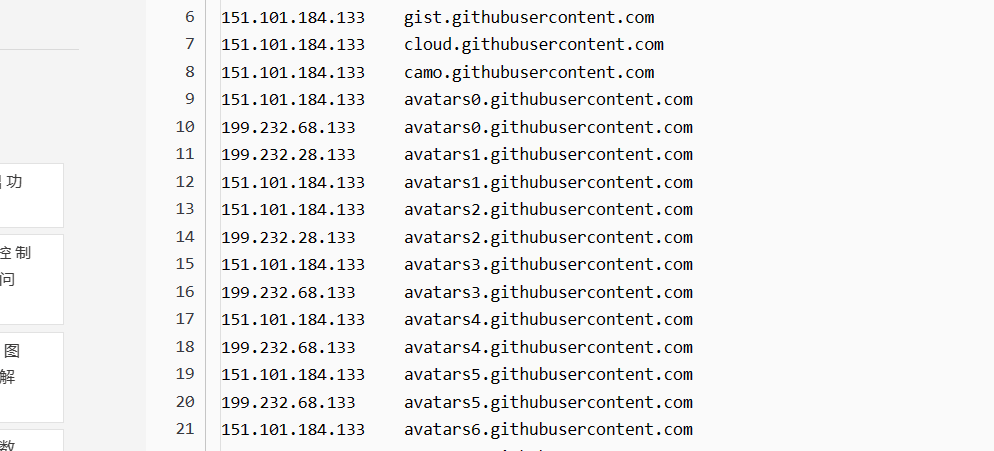 功
控制
问
图
解
数
6 151.101.184.133 gist.githubusercontent.com
7 151.101.184.133 cloud.githubusercontent.com
8 151.101.184.133 camo.githubusercontent.com
9 151.101.184.133 avatars0.githubusercontent.com
10 199.232.68.133 avatars0.githubusercontent.com
11 199.232.28.133 avatars1.githubusercontent.com
12 151.101.184.133 avatars1.githubusercontent.com
13 151.101.184.133 avatars2.githubusercontent.com
14 199.232.28.133 avatars2.githubusercontent.com
15 151.101.184.133 avatars3.githubusercontent.com
16 199.232.68.133 avatars3.githubusercontent.com
17 151.101.184.133 avatars4.githubusercontent.com
18 199.232.68.133 avatars4.githubusercontent.com
19 151.101.184.133 avatars5.githubusercontent.com
20 199.232.68.133 avatars5.githubusercontent.com
21 151.101.184.133 avatars6.githubusercontent.com